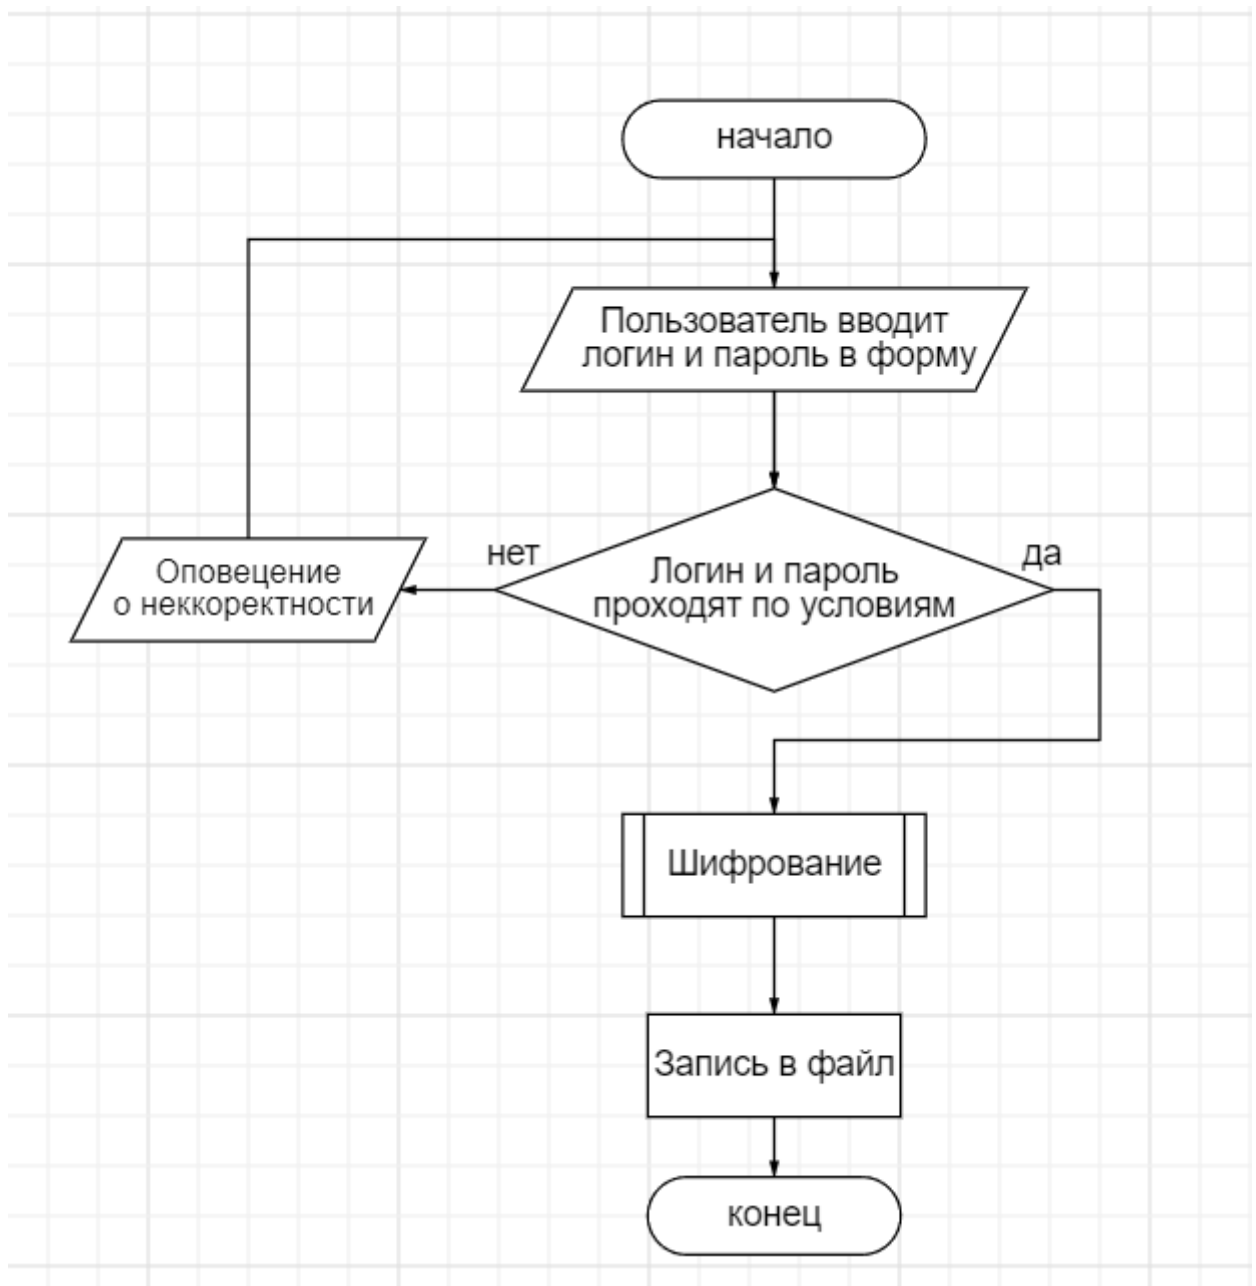 начало
Пользователь вводит
логин и пароль в форму
нет
да
Логин и пароль
проходят по условиям
Оповецение
о неккоректности
Шифрование
Запись в файл
конец